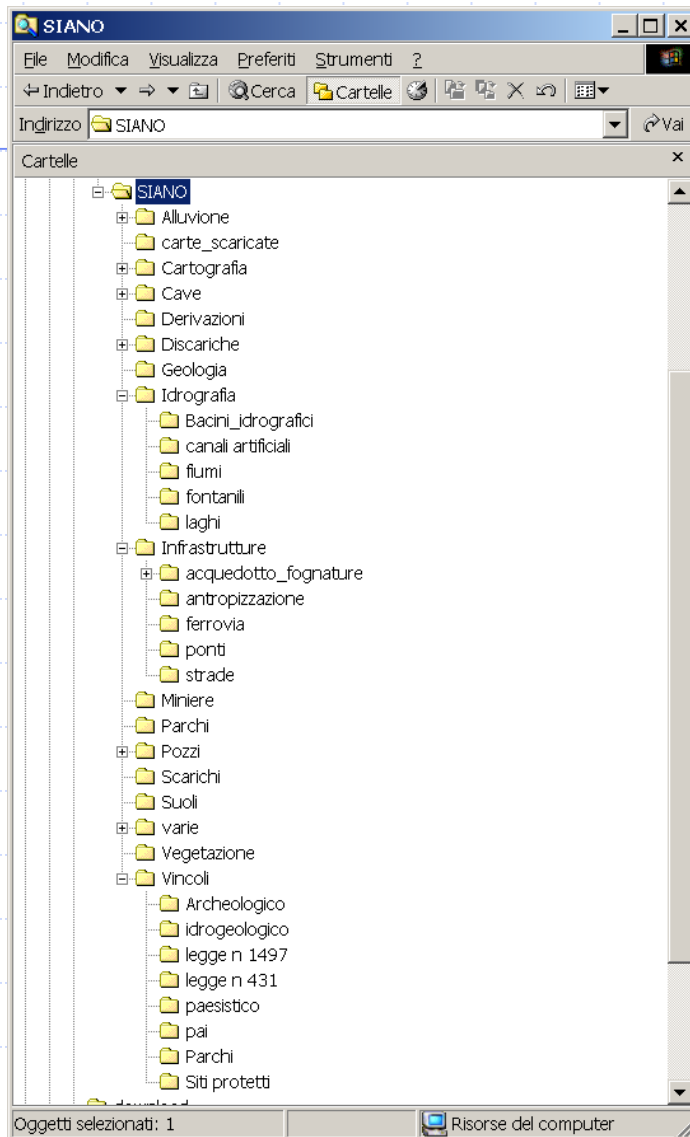 SIANO
File Modifica Visualizza Preferiti Strumenti ?
Indietro Cerca Cartelle
Indirizzo SIANO Vai
Cartelle
SIANO
Alluvione
carte_scaricate
Cartografia
Cave
Derivazioni
Discariche
Geologia
Idrografia
Bacini_idrografici
canali artificiali
fiumi
fontanili
laghi
Infrastrutture
acquedotto_fognature
antropizzazione
ferrovia
ponti
strade
Miniere
Parchi
Pozzi
Scarichi
Suoli
varie
Vegetazione
Vincoli
Archeologico
idrogeologico
legge n 1497
legge n 431
paesistico
pai
Parchi
Siti protetti
Oggetti selezionati: 1 Risorse del computer